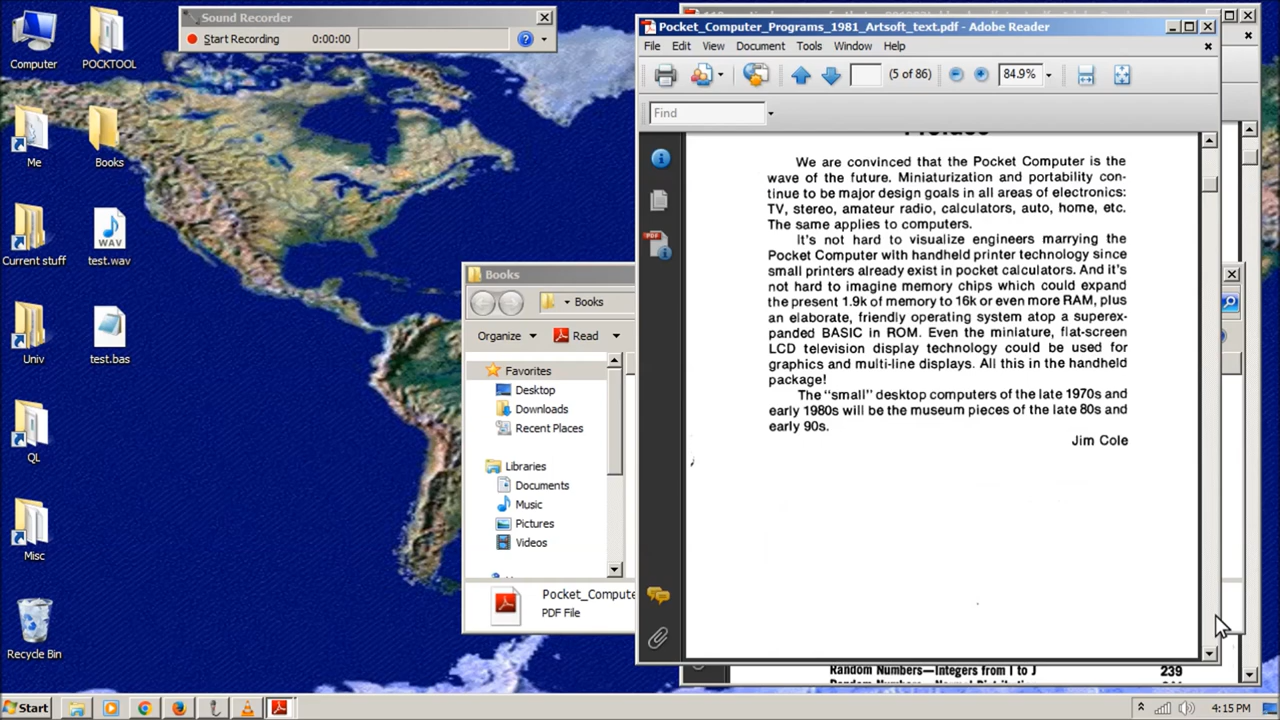 Computer
POCKTOOL
Me
Books
Current stuff
test.wav
WAV
Univ
test.bas
QL
Misc
Recycle Bin
Sound Recorder
Start Recording
0:00:00
Books
Books
Organize
Read
Favorites
Desktop
Downloads
Recent Places
Libraries
Documents
Music
Pictures
Videos
Pocket_Compute
PDF File
Pocket_Computer_Programs_1981_Artsoft_text.pdf - Adobe Reader
File Edit View Document Tools Window Help
(5 of 86)
84.9%
Find
PDF
Preface
We are convinced that the Pocket Computer is the
wave of the future. Miniaturization and portability con-
tinue to be major design goals in all areas of electronics:
TV, stereo, amateur radio, calculators, auto, home, etc.
The same applies to computers.
It's not hard to visualize engineers marrying the
Pocket Computer with handheld printer technology since
small printers already exist in pocket calculators. And it's
not hard to imagine memory chips which could expand
the present 1.9k of memory to 16k or even more RAM, plus
an elaborate, friendly operating system atop a superex-
panded BASIC in ROM. Even the miniature, flat-screen
LCD television display technology could be used for
graphics and multi-line displays. All this in the handheld
package!
The "small" desktop computers of the late 1970s and
early 1980s will be the museum pieces of the late 80s and
early 90s.
Jim Cole
Random Numbers—Integers from I to J 239
Start
4:15 PM